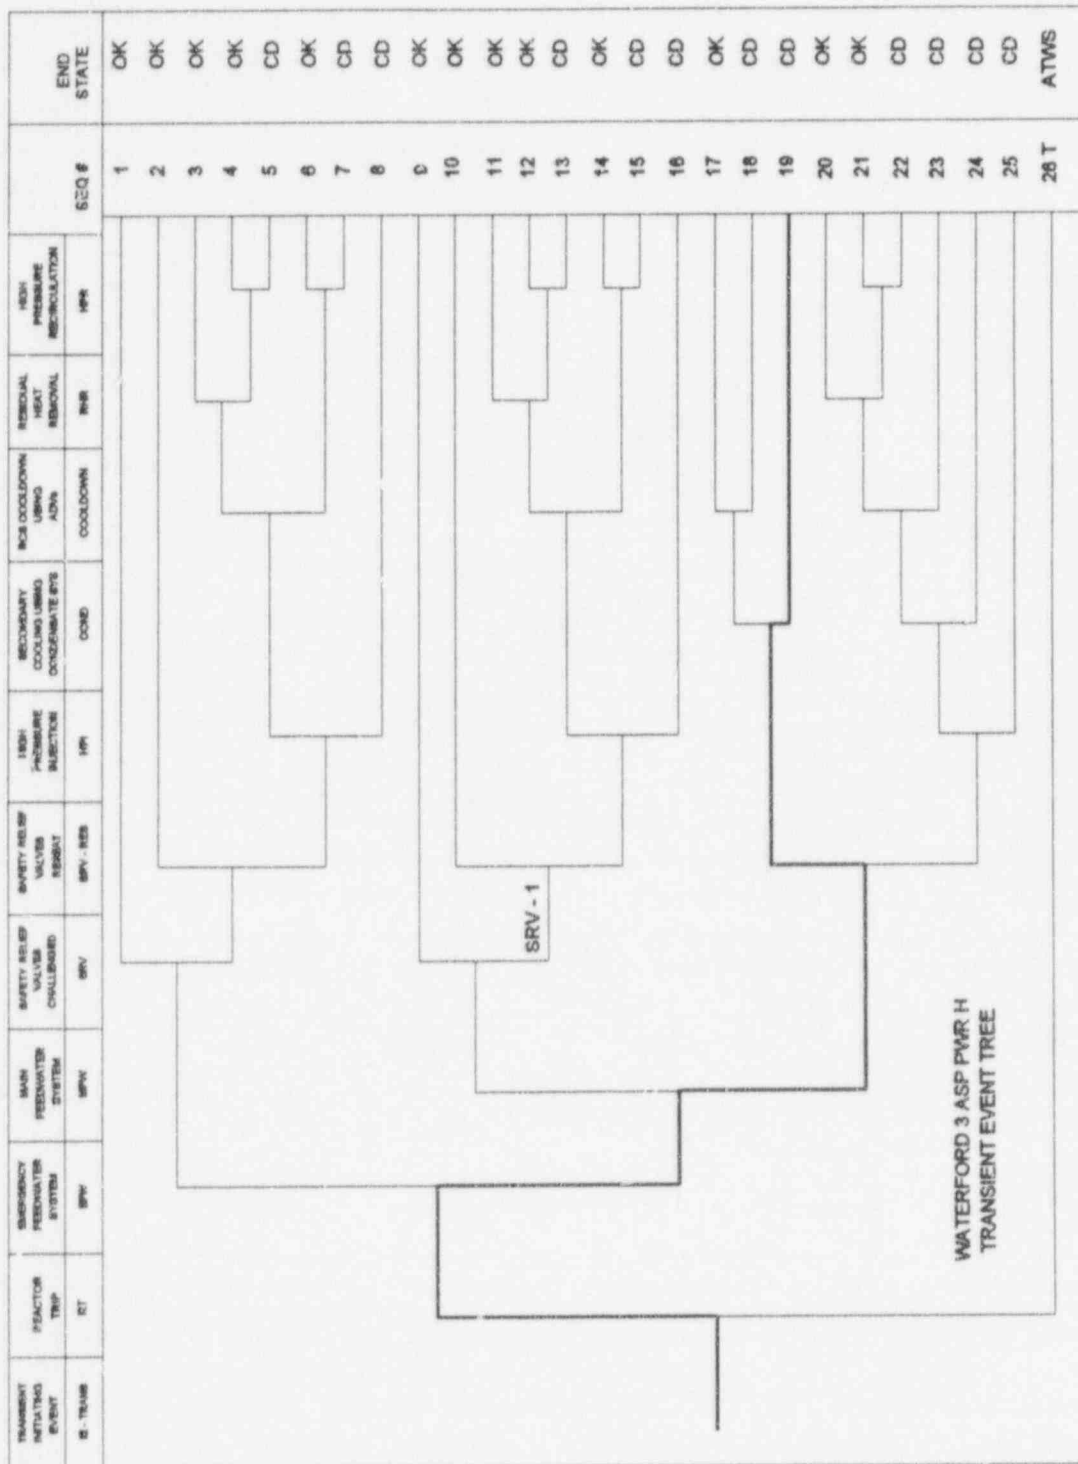 TRANSIENT
INITIATING
EVENT
IE - TRANS
REACTOR
TRIP
RT
EMERGENCY
FEEDWATER
SYSTEM
EFW
MAIN
FEEDWATER
SYSTEM
MFW
SAFETY RELIEF
VALVES
CHALLENGED
SRV
SAFETY RELIEF
VALVES
RESEAT
SRV - RES
HIGH
PRESSURE
INJECTION
HPI
SECONDARY
COOLING USING
CONDENSATE SYS
COND
RCS COOLDOWN
USING
ADVs
COOLDOWN
RESIDUAL
HEAT
REMOVAL
RHR
HIGH
PRESSURE
RECIRCULATION
HPR
SEQ #
END
STATE
1 OK
2 OK
3 OK
4 OK
5 CD
6 OK
7 CD
8 CD
9 OK
10 OK
11 OK
12 OK
13 CD
14 OK
15 CD
16 CD
17 OK
18 CD
19 CD
20 OK
21 OK
22 CD
23 CD
24 CD
25 CD
26 T ATWS
SRV - 1
WATERFORD 3 ASP PWR H
TRANSIENT EVENT TREE